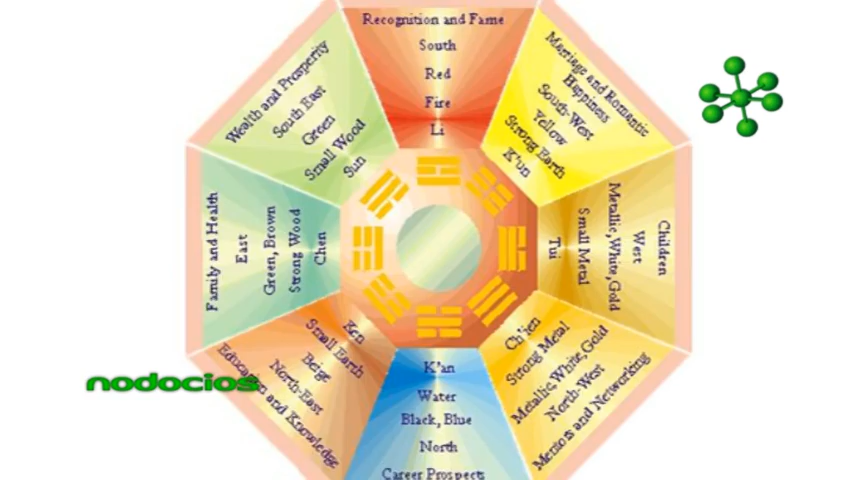 Recognition and Fame
South
Red
Fire
Li
Marriage and Romantic
Happiness
South-West
Yellow
Strong Earth
K'un
Children
West
Metallic, White, Gold
Small Metal
Tui
Ch'ien
Strong Metal
Metallic, White, Gold
North-West
Mentors and Networking
K'an
Water
Black, Blue
North
Career Prospects
Ken
Small Earth
Beige
North-East
Education and Knowledge
Family and Health
East
Green, Brown
Strong Wood
Chen
Wealth and Prosperity
South East
Green
Small Wood
Sun
nodocios